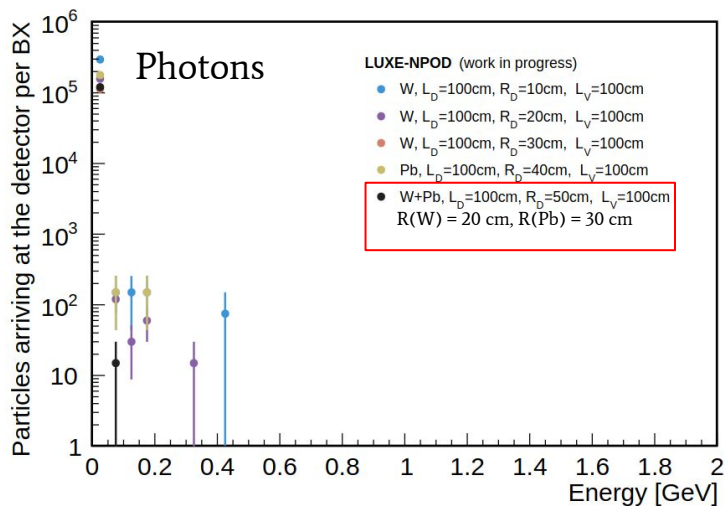 Photons
LUXE-NPOD (work in progress)
W, L_D=100cm, R_D=10cm, L_V=100cm
W, L_D=100cm, R_D=20cm, L_V=100cm
W, L_D=100cm, R_D=30cm, L_V=100cm
Pb, L_D=100cm, R_D=40cm, L_V=100cm
W+Pb, L_D=100cm, R_D=50cm, L_V=100cm
R(W) = 20 cm, R(Pb) = 30 cm
Particles arriving at the detector per BX
10^6
10^5
10^4
10^3
10^2
10
1
0 0.2 0.4 0.6 0.8 1 1.2 1.4 1.6 1.8 2
Energy [GeV]